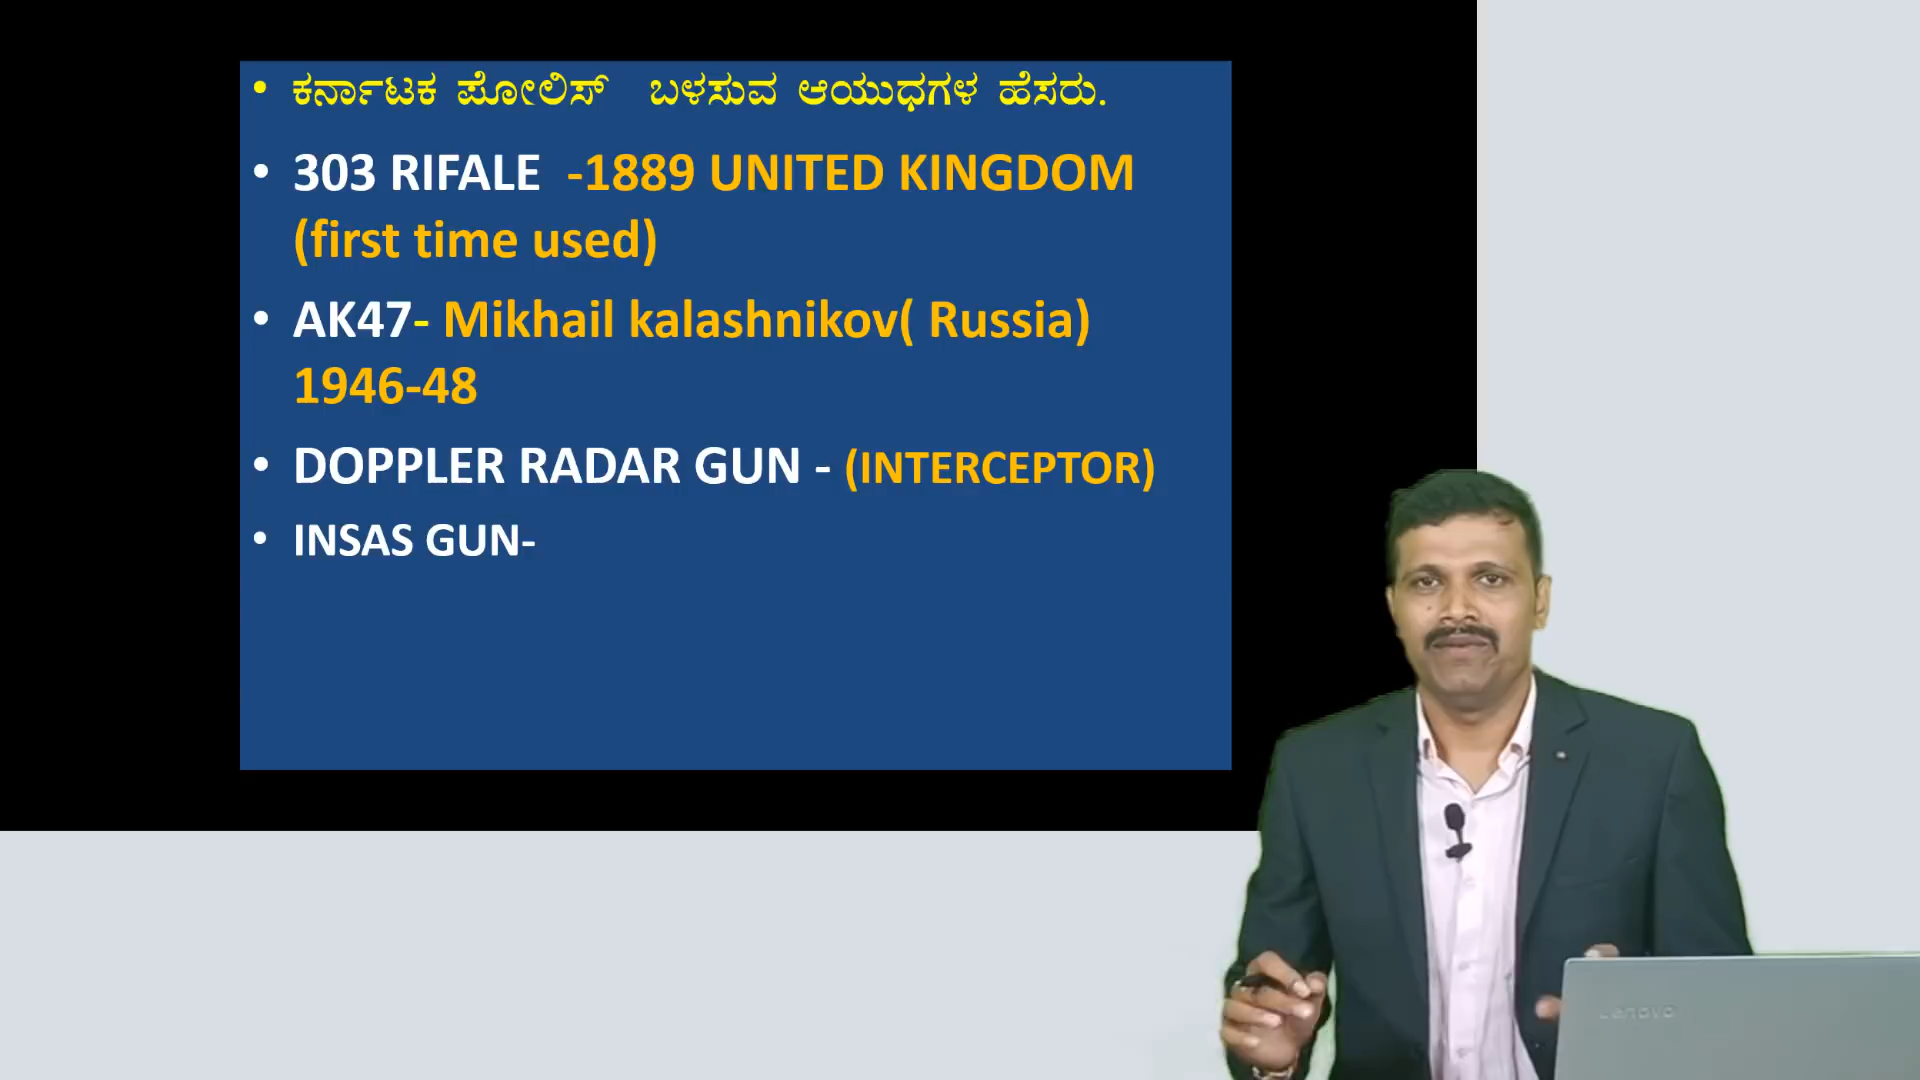 • ಕರ್ನಾಟಕ ಪೋಲಿಸ್ ಬಳಸುವ ಆಯುಧಗಳ ಹೆಸರು.
• 303 RIFALE -1889 UNITED KINGDOM
(first time used)
• AK47- Mikhail kalashnikov( Russia)
1946-48
• DOPPLER RADAR GUN - (INTERCEPTOR)
• INSAS GUN-
Lenovo